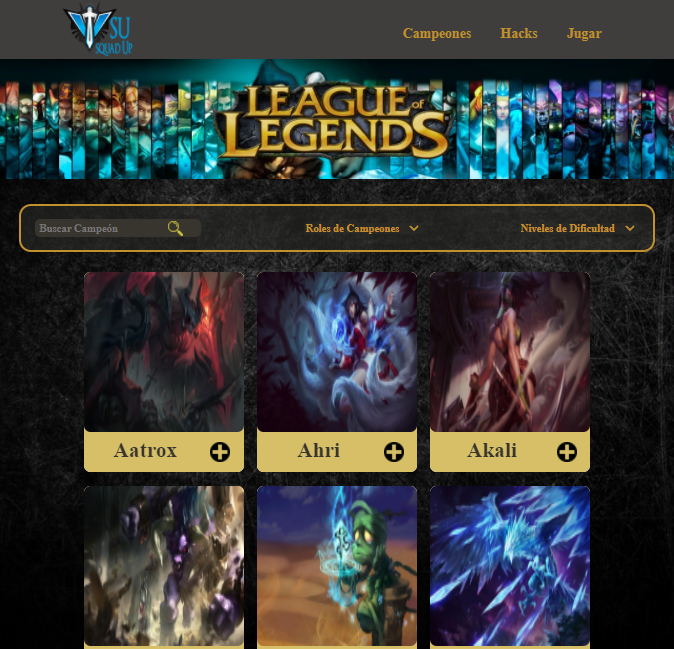 SU
SQUAD UP
Campeones Hacks Jugar
LEAGUE of
LEGENDS
Buscar Campeón Roles de Campeones Niveles de Dificultad
Aatrox Ahri Akali